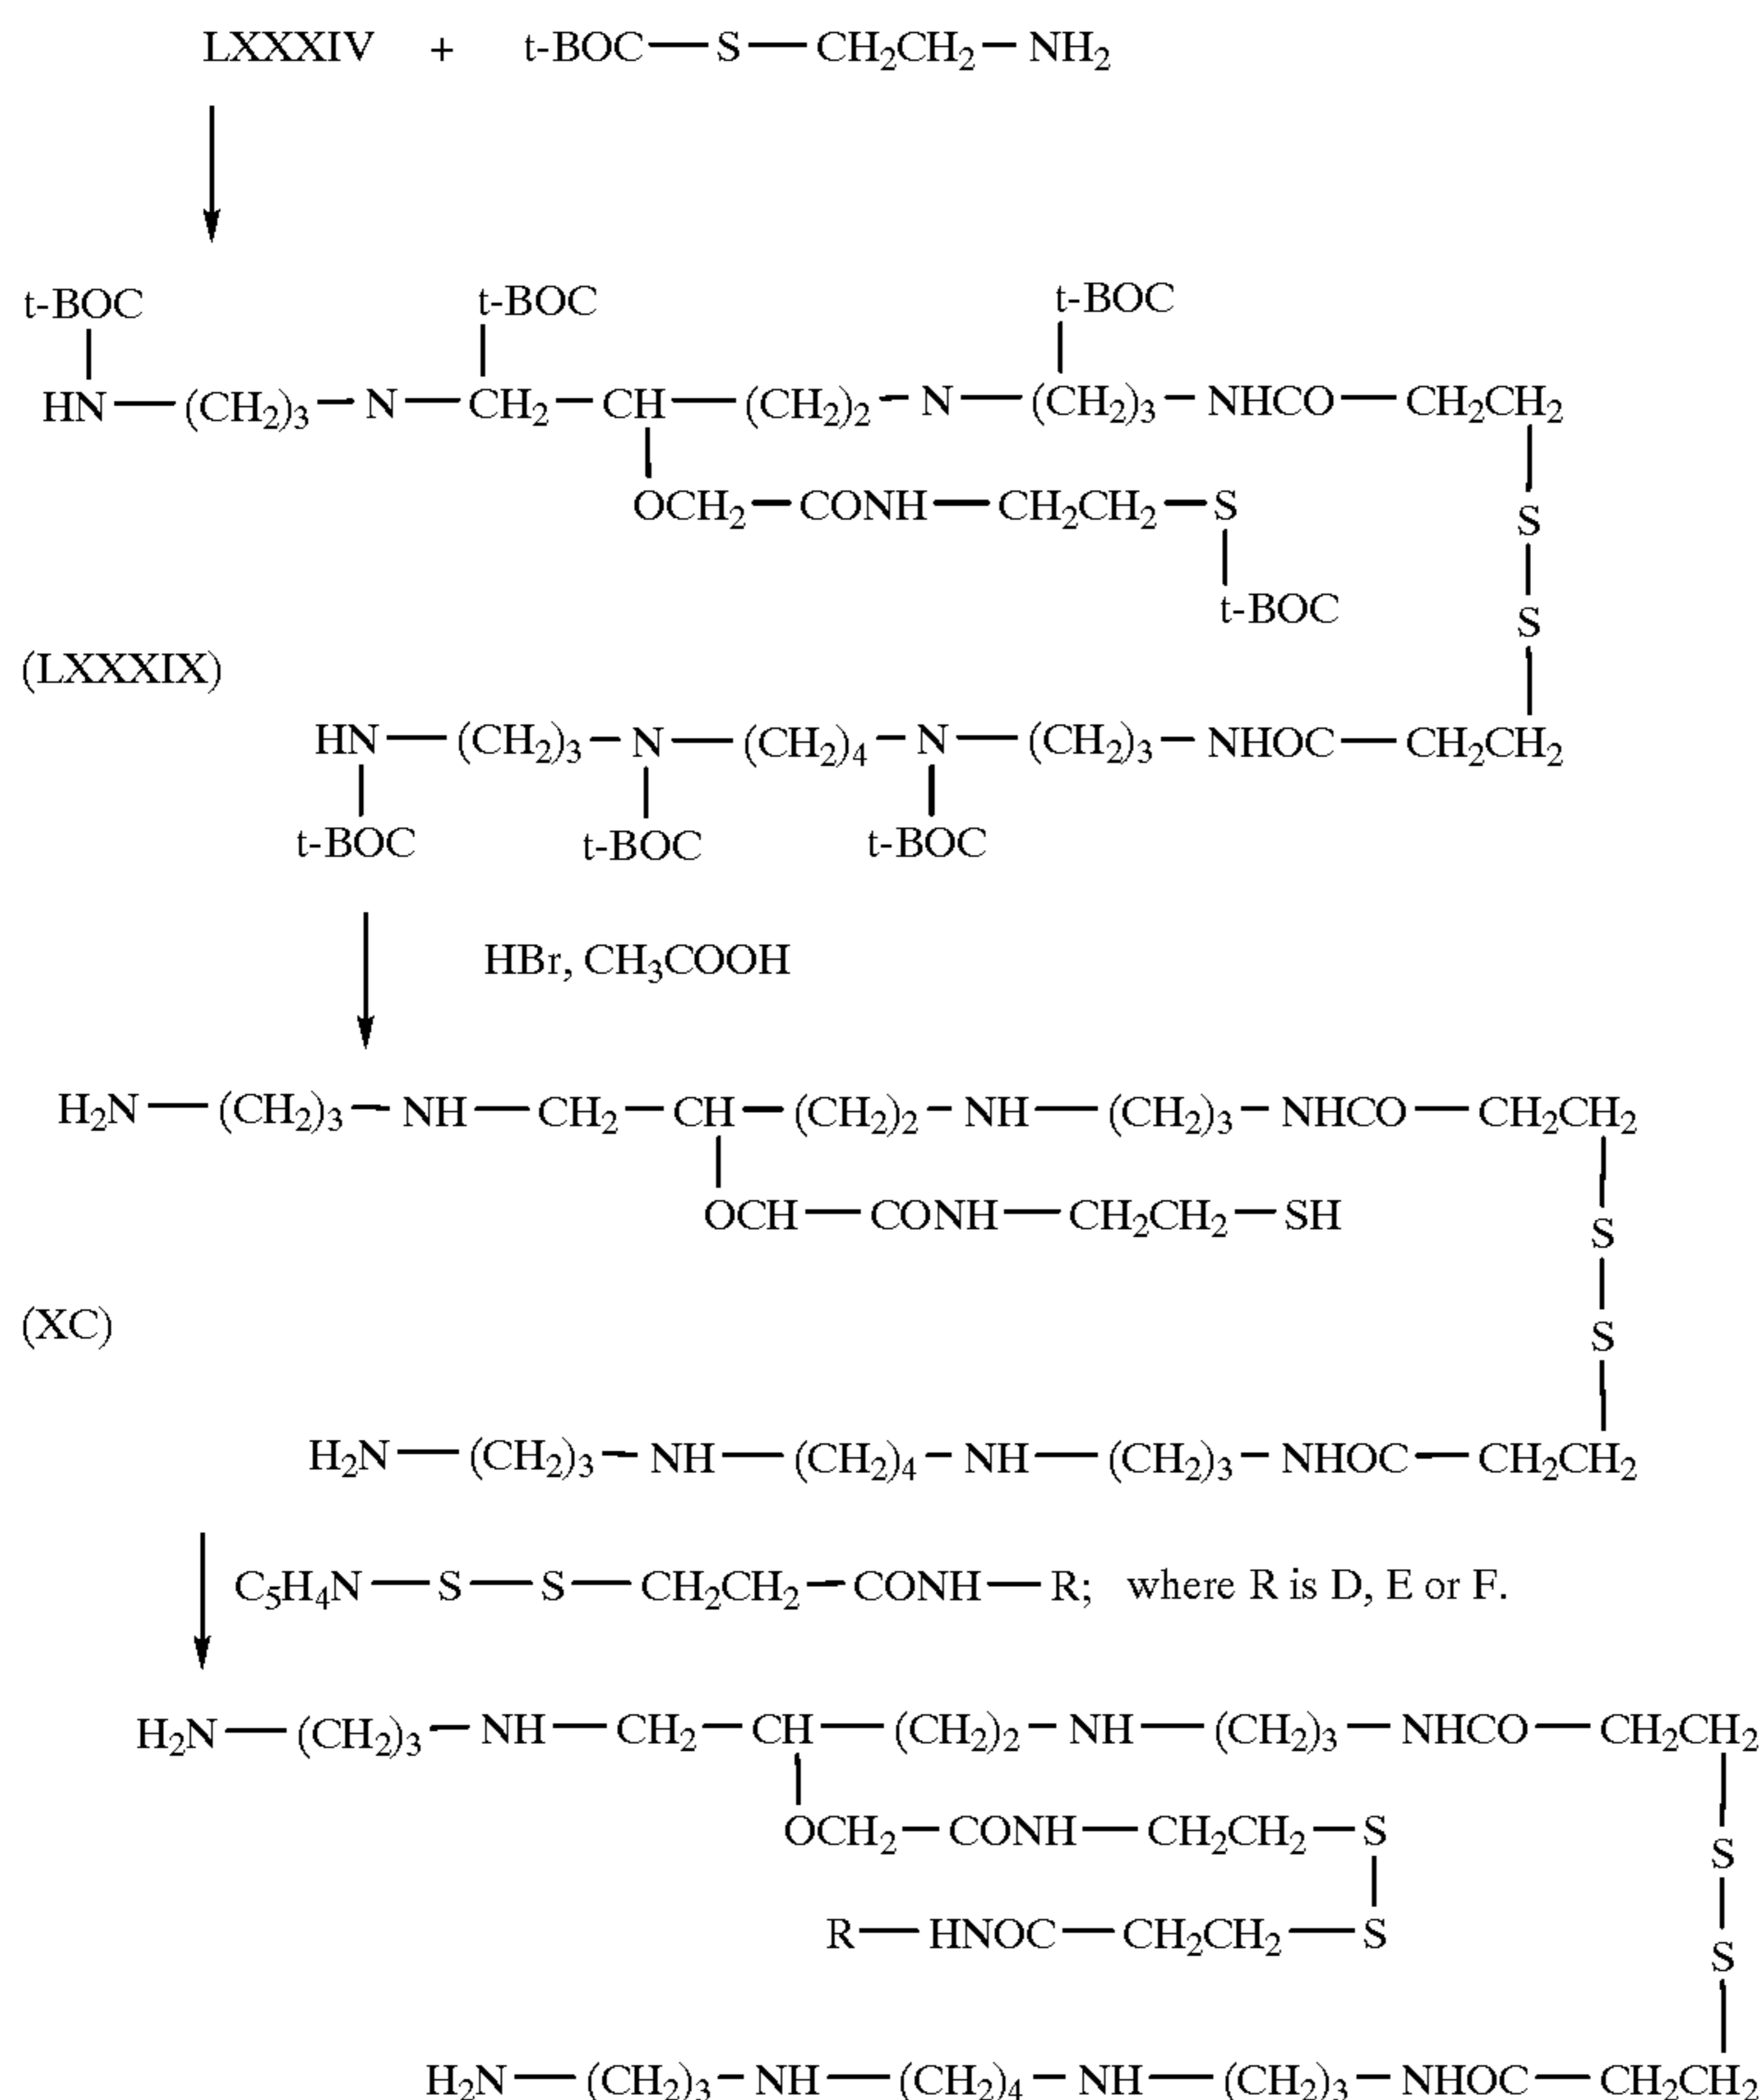 LXXXIV + t-BOC—S—CH2CH2—NH2
t-BOC t-BOC t-BOC
HN—(CH2)3—N—CH2—CH—(CH2)2—N—(CH2)3—NHCO—CH2CH2
OCH2—CONH—CH2CH2—S
S
t-BOC
S
(LXXXIX)
HN—(CH2)3—N—(CH2)4—N—(CH2)3—NHOC—CH2CH2
t-BOC t-BOC t-BOC
HBr, CH3COOH
H2N—(CH2)3—NH—CH2—CH—(CH2)2—NH—(CH2)3—NHCO—CH2CH2
OCH—CONH—CH2CH2—SH
S
(XC)
S
H2N—(CH2)3—NH—(CH2)4—NH—(CH2)3—NHOC—CH2CH2
C5H4N—S—S—CH2CH2—CONH—R; where R is D, E or F.
H2N—(CH2)3—NH—CH2—CH—(CH2)2—NH—(CH2)3—NHCO—CH2CH2
OCH2—CONH—CH2CH2—S
S
R—HNOC—CH2CH2—S
S
H2N—(CH2)3—NH—(CH2)4—NH—(CH2)3—NHOC—CH2CH2